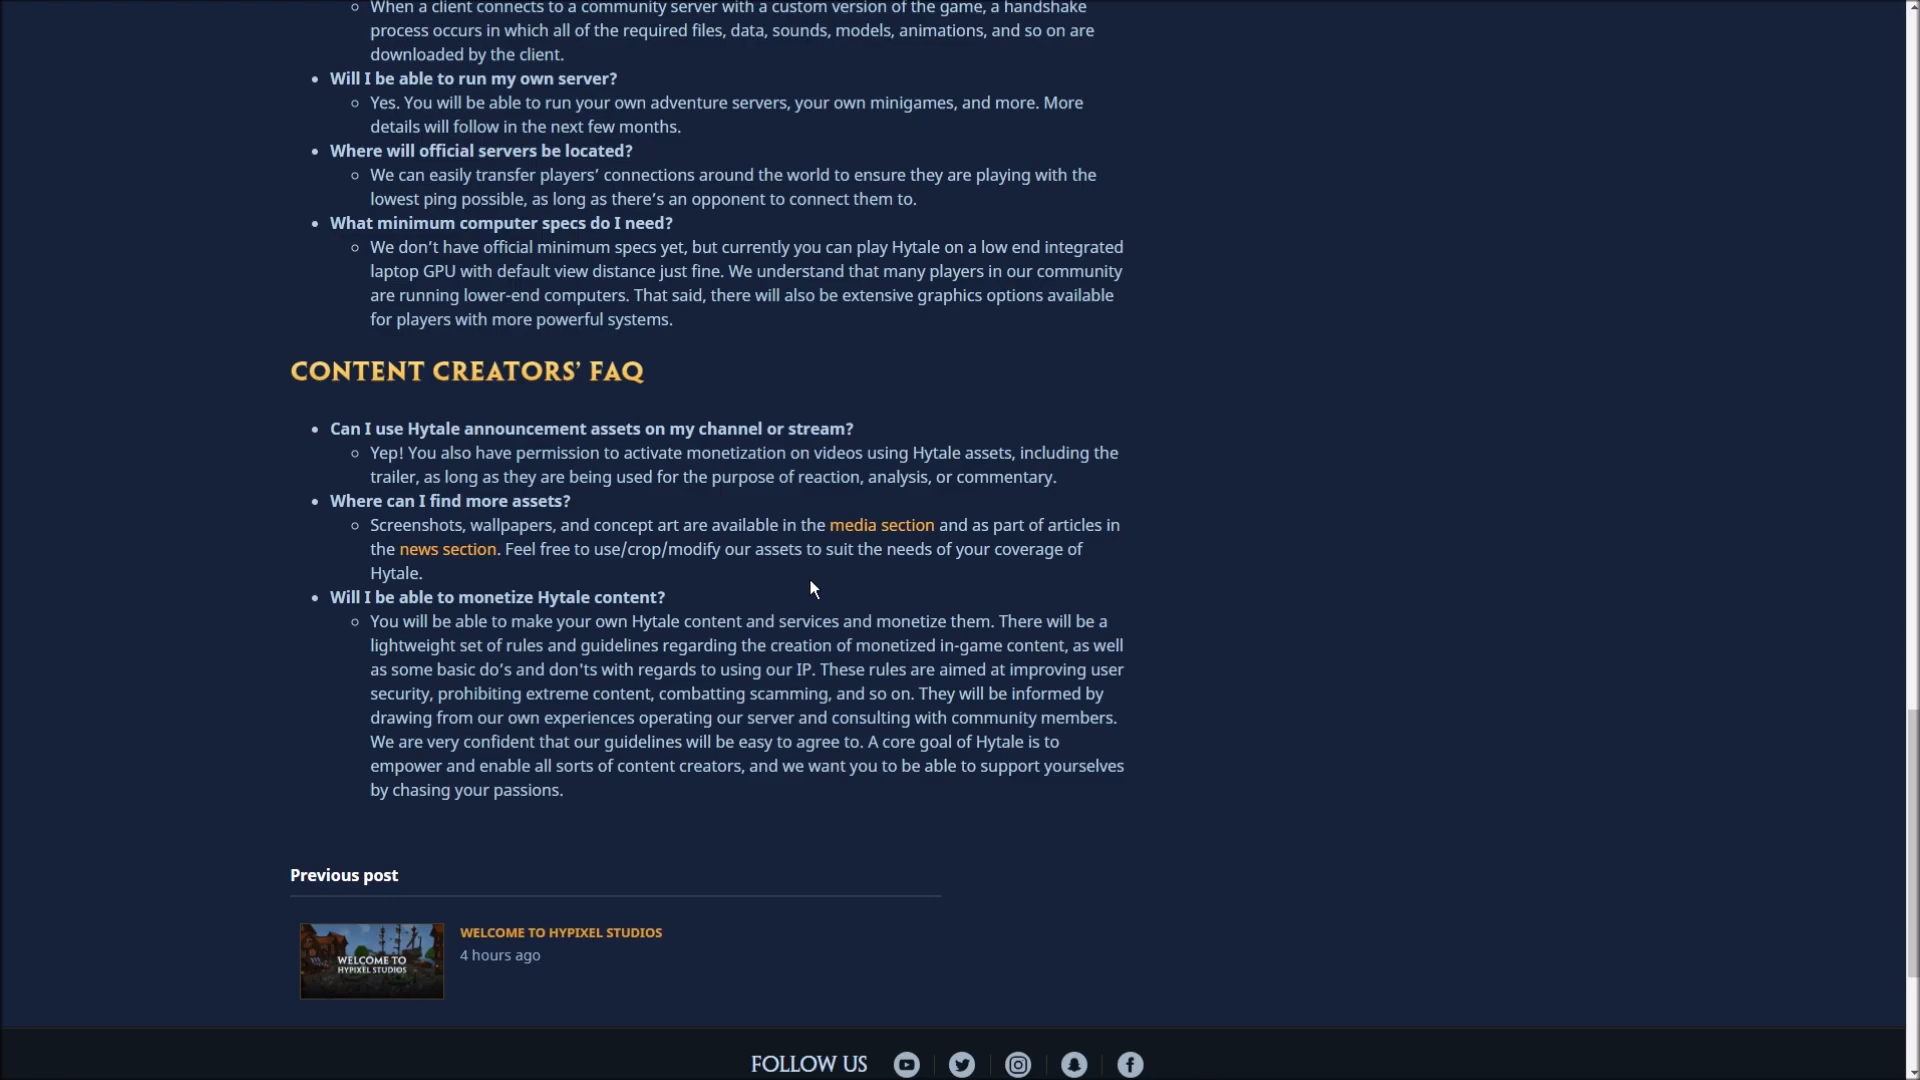 When a client connects to a community server with a custom version of the game, a handshake
process occurs in which all of the required files, data, sounds, models, animations, and so on are
downloaded by the client.
Will I be able to run my own server?
Yes. You will be able to run your own adventure servers, your own minigames, and more. More
details will follow in the next few months.
Where will official servers be located?
We can easily transfer players’ connections around the world to ensure they are playing with the
lowest ping possible, as long as there’s an opponent to connect them to.
What minimum computer specs do I need?
We don’t have official minimum specs yet, but currently you can play Hytale on a low end integrated
laptop GPU with default view distance just fine. We understand that many players in our community
are running lower-end computers. That said, there will also be extensive graphics options available
for players with more powerful systems.
CONTENT CREATORS’ FAQ
Can I use Hytale announcement assets on my channel or stream?
Yep! You also have permission to activate monetization on videos using Hytale assets, including the
trailer, as long as they are being used for the purpose of reaction, analysis, or commentary.
Where can I find more assets?
Screenshots, wallpapers, and concept art are available in the media section and as part of articles in
the news section. Feel free to use/crop/modify our assets to suit the needs of your coverage of
Hytale.
Will I be able to monetize Hytale content?
You will be able to make your own Hytale content and services and monetize them. There will be a
lightweight set of rules and guidelines regarding the creation of monetized in-game content, as well
as some basic do’s and don'ts with regards to using our IP. These rules are aimed at improving user
security, prohibiting extreme content, combatting scamming, and so on. They will be informed by
drawing from our own experiences operating our server and consulting with community members.
We are very confident that our guidelines will be easy to agree to. A core goal of Hytale is to
empower and enable all sorts of content creators, and we want you to be able to support yourselves
by chasing your passions.
Previous post
WELCOME TO
HYPIXEL STUDIOS
WELCOME TO HYPIXEL STUDIOS
4 hours ago
FOLLOW US